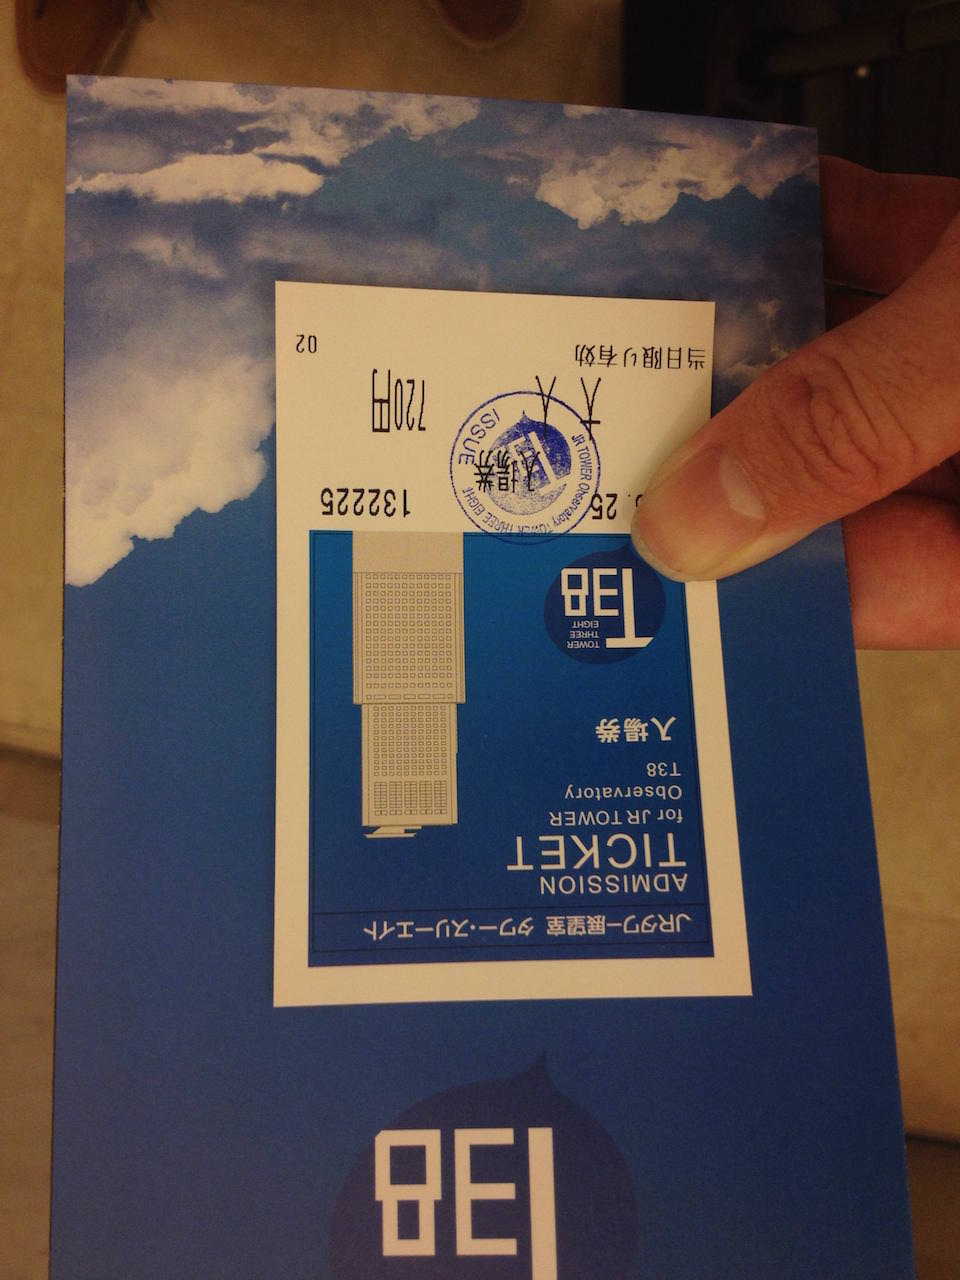 JRタワー展望室 タワー・スリーエイト
ADMISSION
TICKET
for JR TOWER
Observatory
T38
入場券
T38
TOWER
THREE
EIGHT
25
132225
入場券
JR TOWER Observatory TOWER THREE EIGHT
ISSUE
大人
720円
当日限り有効
02
T38